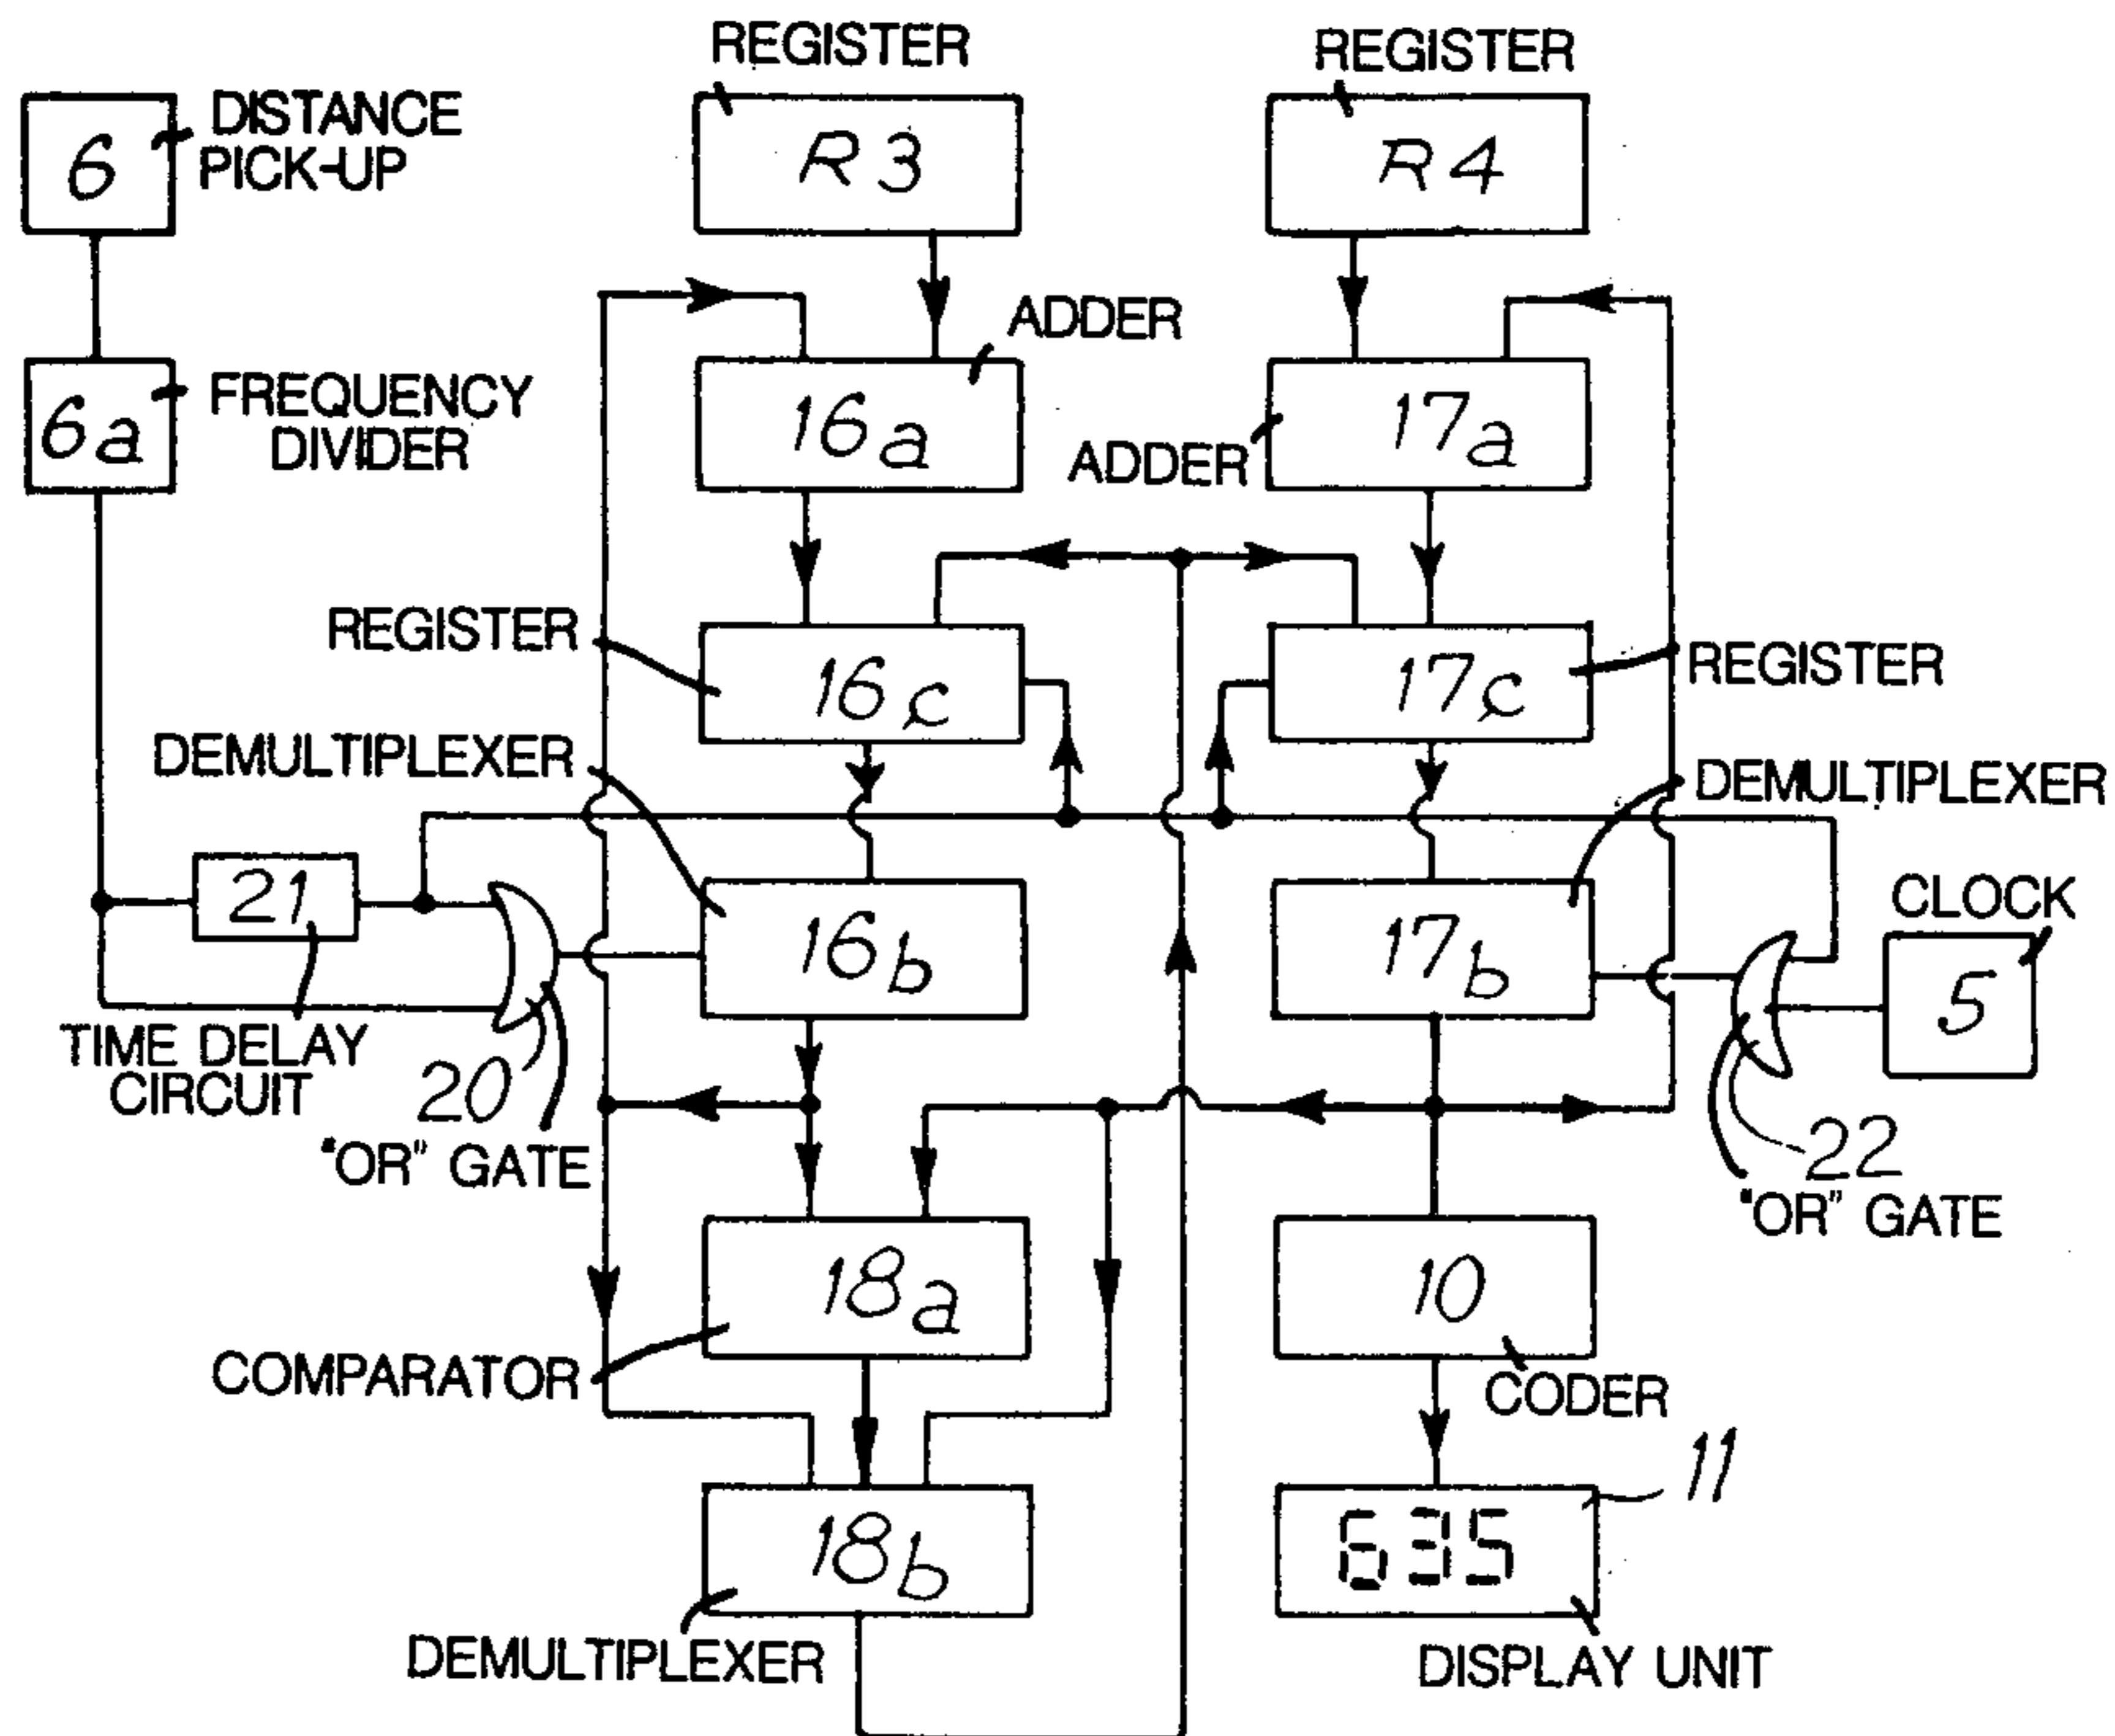 REGISTER
REGISTER
6
DISTANCE
PICK-UP
R3
R4
ADDER
6a
FREQUENCY
DIVIDER
16a
ADDER
17a
REGISTER
16c
17c
REGISTER
DEMULTIPLEXER
DEMULTIPLEXER
21
16b
17b
CLOCK
5
TIME DELAY
CIRCUIT
20
"OR" GATE
22
"OR" GATE
18a
10
COMPARATOR
CODER
11
18b
635
DEMULTIPLEXER
DISPLAY UNIT